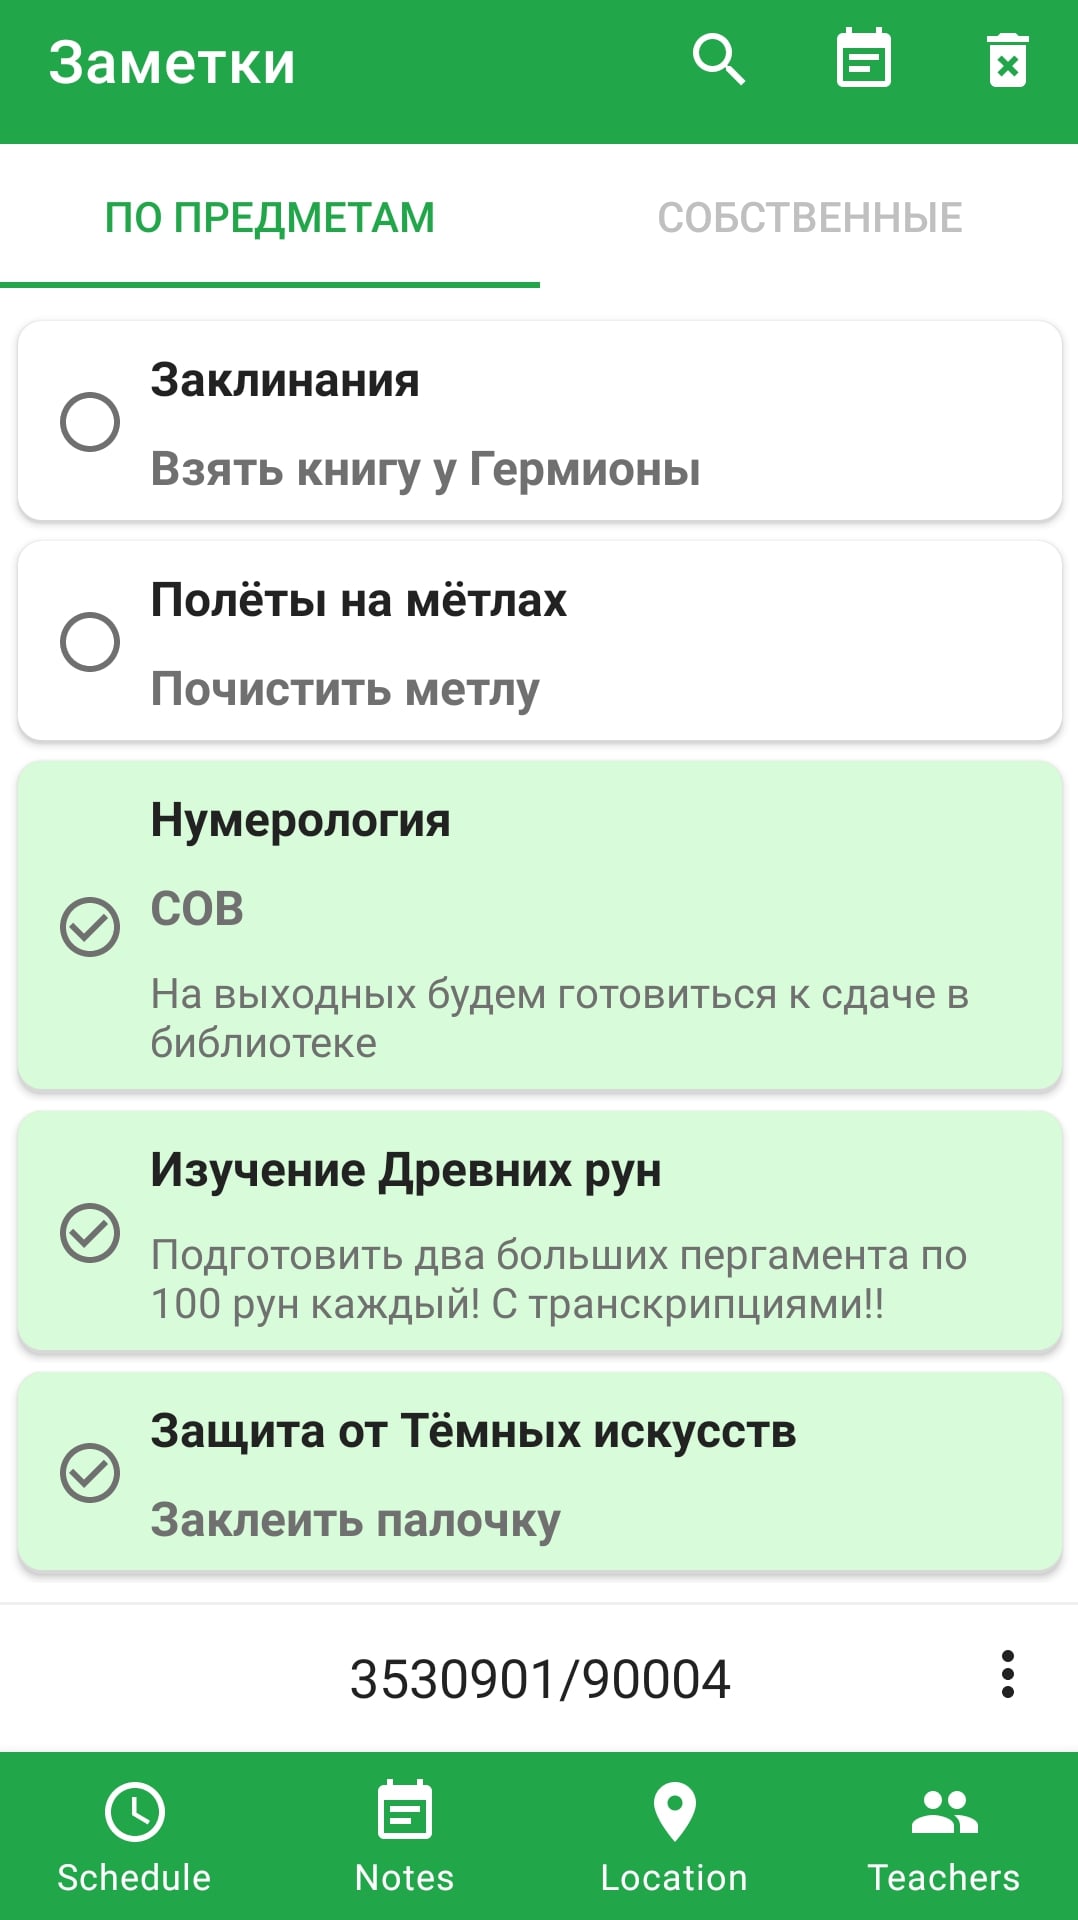 Заметки
ПО ПРЕДМЕТАМ
СОБСТВЕННЫЕ
Заклинания
Взять книгу у Гермионы
Полёты на мётлах
Почистить метлу
Нумерология
СОВ
На выходных будем готовиться к сдаче в
библиотеке
Изучение Древних рун
Подготовить два больших пергамента по
100 рун каждый! С транскрипциями!!
Защита от Тёмных искусств
Заклеить палочку
3530901/90004
Schedule
Notes
Location
Teachers